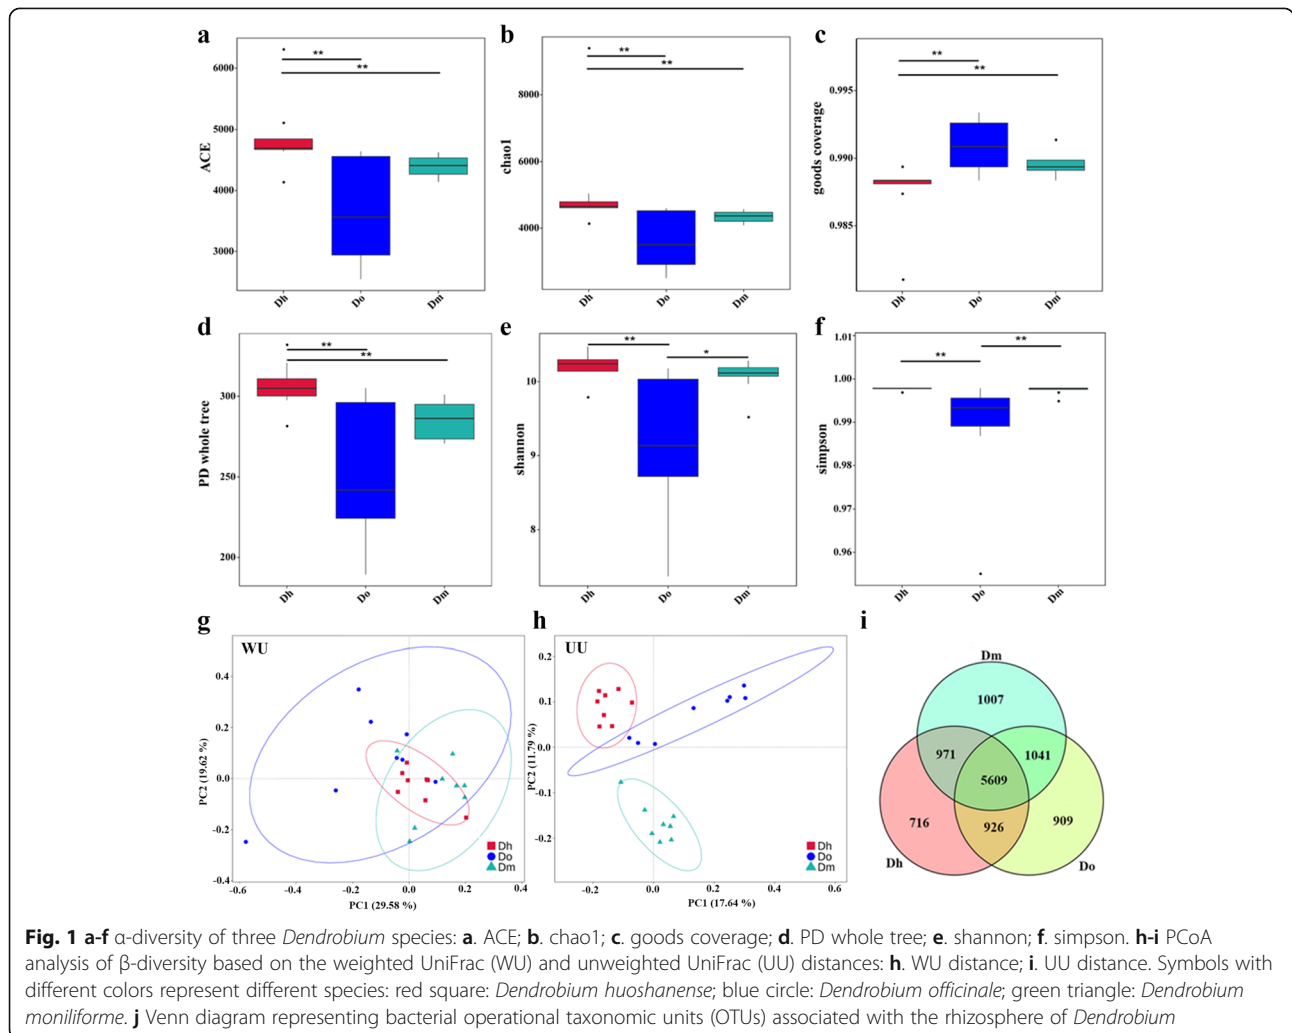 a
b
c
**
**
6000
5000
4000
3000
ACE
Dh
Do
Dm
**
**
8000
6000
4000
chao1
Dh
Do
Dm
**
**
0.995
0.990
0.985
goods coverage
Dh
Do
Dm
d
e
f
**
**
300
250
200
PD whole tree
Dh
Do
Dm
**
*
10
9
8
shannon
Dh
Do
Dm
**
**
1.01
1.00
0.99
0.98
0.97
0.96
simpson
Dh
Do
Dm
g
h
i
WU
0.4
0.2
0.0
-0.2
-0.4
PC2 (19.62 %)
-0.6 -0.4 -0.2 0.0 0.2 0.4
PC1 (29.58 %)
Dh
Do
Dm
UU
0.2
0.1
0.0
-0.1
-0.2
PC2 (11.79 %)
-0.2 0.0 0.2 0.4 0.6
PC1 (17.64 %)
Dh
Do
Dm
Dm
1007
971
1041
5609
716
926
909
Dh
Do
Fig. 1 a-f α-diversity of three Dendrobium species: a. ACE; b. chao1; c. goods coverage; d. PD whole tree; e. shannon; f. simpson. h-i PCoA
analysis of β-diversity based on the weighted UniFrac (WU) and unweighted UniFrac (UU) distances: h. WU distance; i. UU distance. Symbols with
different colors represent different species: red square: Dendrobium huoshanense; blue circle: Dendrobium officinale; green triangle: Dendrobium
moniliforme. j Venn diagram representing bacterial operational taxonomic units (OTUs) associated with the rhizosphere of Dendrobium